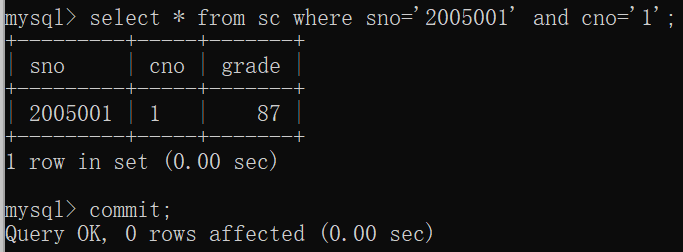 mysql> select * from sc where sno='2005001' and cno='1';
+---------+-----+-------+
| sno     | cno | grade |
+---------+-----+-------+
| 2005001 | 1   |    87 |
+---------+-----+-------+
1 row in set (0.00 sec)
mysql> commit;
Query OK, 0 rows affected (0.00 sec)